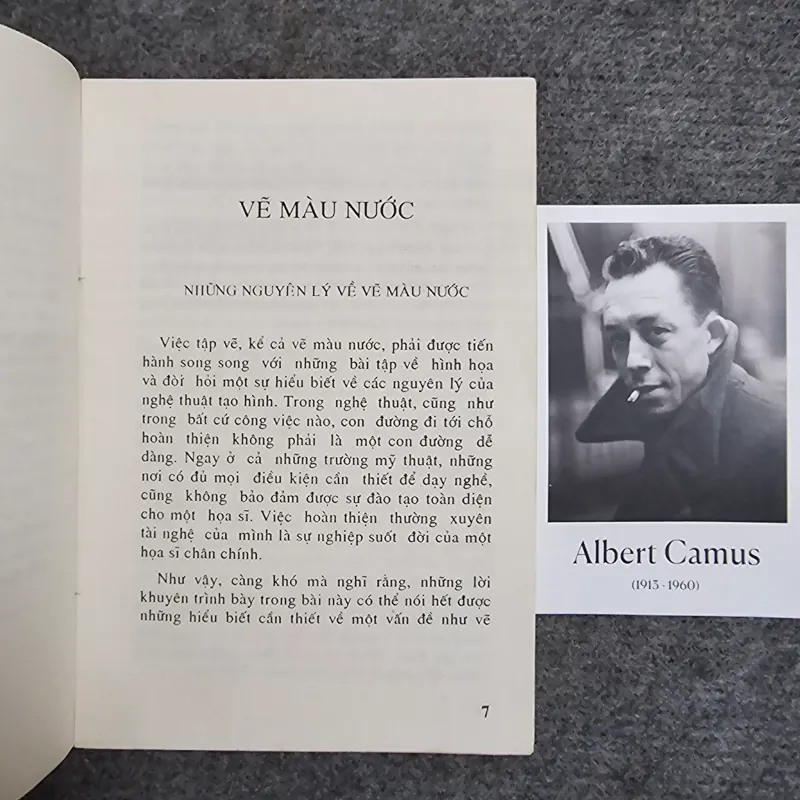 VẼ MÀU NƯỚC
NHỮNG NGUYÊN LÝ VỀ VẼ MÀU NƯỚC
Việc tập vẽ, kể cả vẽ màu nước, phải được tiến
hành song song với những bài tập về hình họa
và đòi hỏi một sự hiểu biết về các nguyên lý của
nghệ thuật tạo hình. Trong nghệ thuật, cũng như
trong bất cứ công việc nào, con đường đi tới chỗ
hoàn thiện không phải là một con đường dễ
dàng. Ngay ở cả những trường mỹ thuật, những
nơi có đủ mọi điều kiện cần thiết để dạy nghề,
cũng không bảo đảm được sự đào tạo toàn diện
cho một họa sĩ. Việc hoàn thiện thường xuyên
tài nghệ của mình là sự nghiệp suốt đời của một
họa sĩ chân chính.
Như vậy, càng khó mà nghĩ rằng, những lời
khuyên trình bày trong bài này có thể nói hết được
những hiểu biết cần thiết về một vấn đề như vẽ
7
Albert Camus
(1913 - 1960)